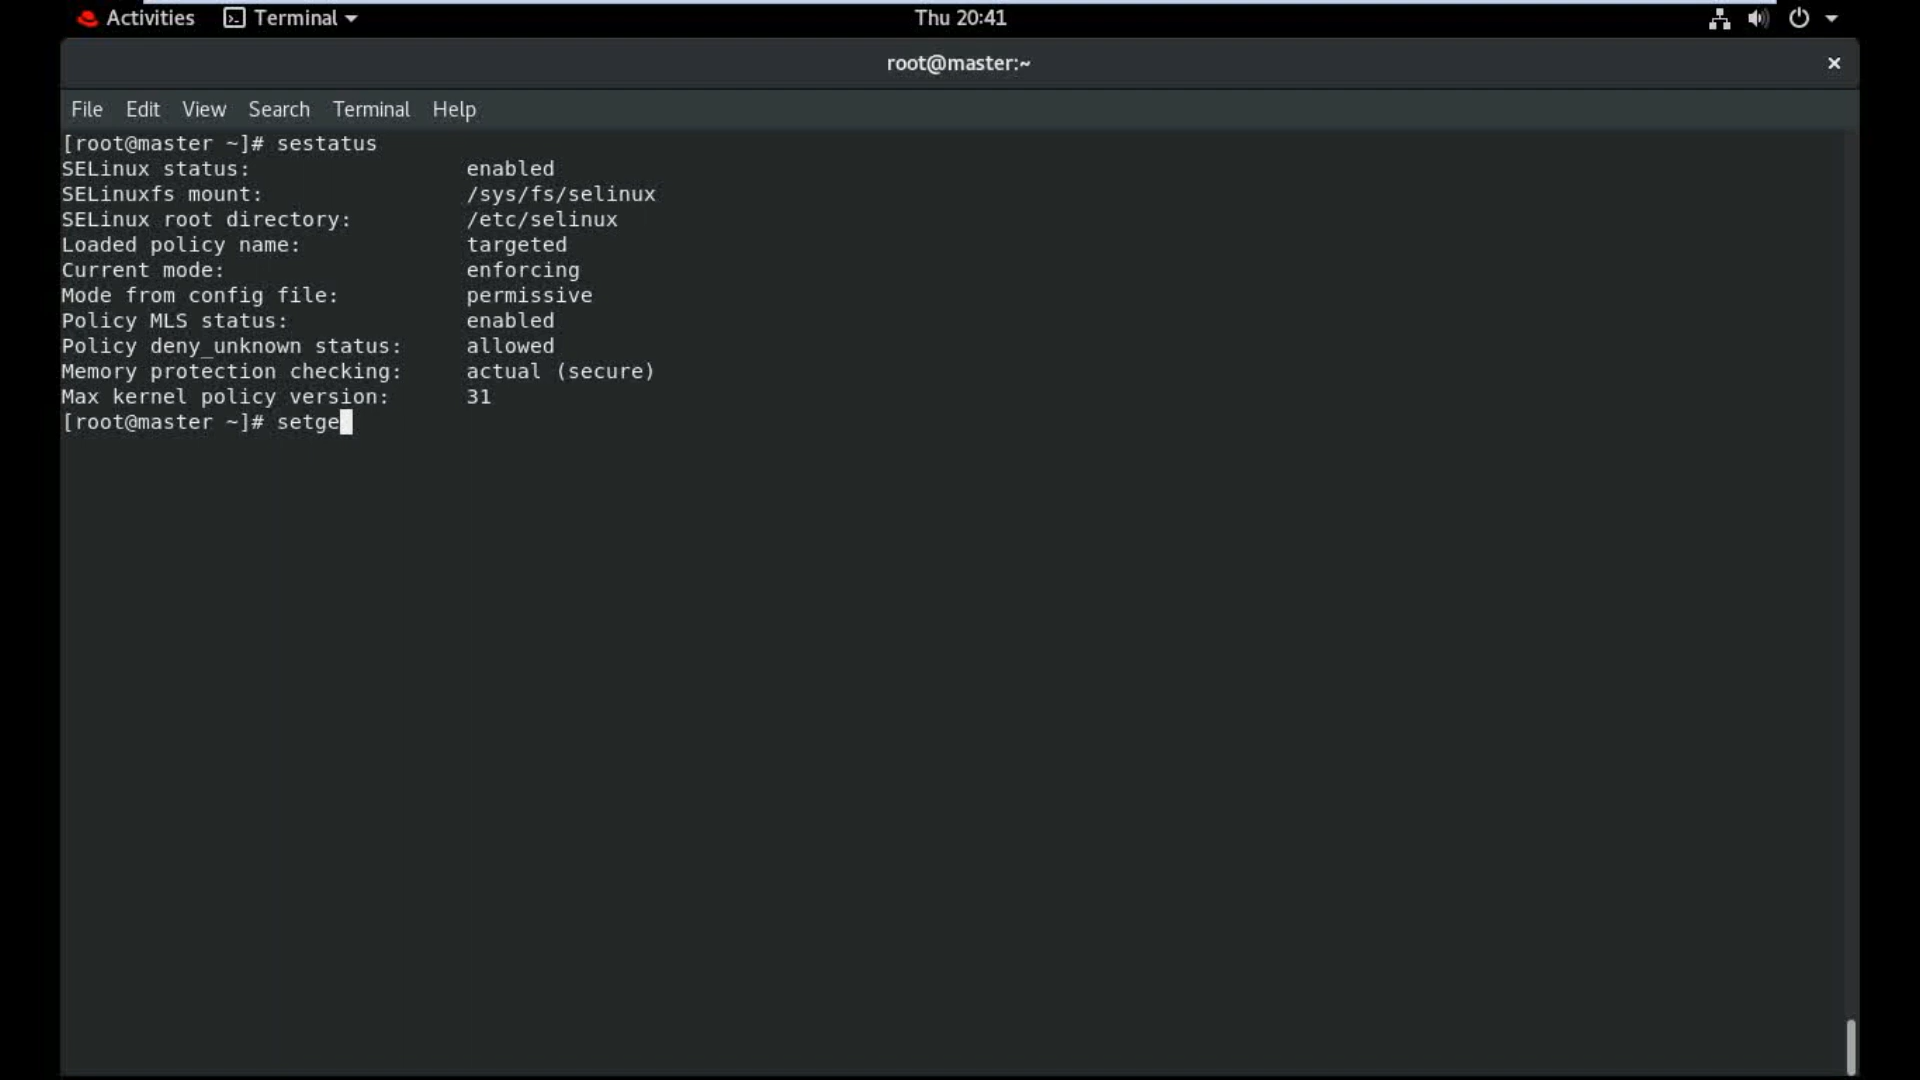 Activities Terminal Thu 20:41
root@master:~
File Edit View Search Terminal Help
[root@master ~]# sestatus
SELinux status: enabled
SELinuxfs mount: /sys/fs/selinux
SELinux root directory: /etc/selinux
Loaded policy name: targeted
Current mode: enforcing
Mode from config file: permissive
Policy MLS status: enabled
Policy deny_unknown status: allowed
Memory protection checking: actual (secure)
Max kernel policy version: 31
[root@master ~]# setge